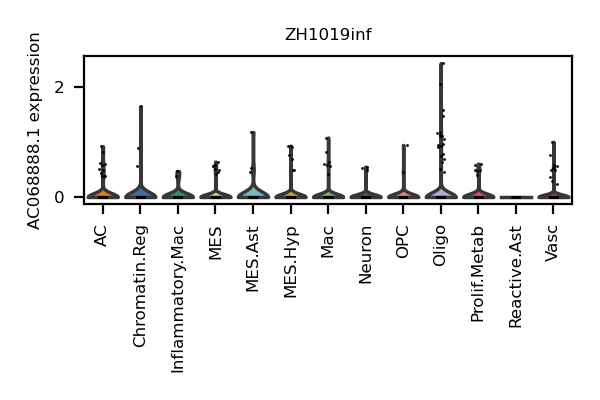 ZH1019inf
AC068888.1 expression
2
0
AC
Chromatin.Reg
Inflammatory.Mac
MES
MES.Ast
MES.Hyp
Mac
Neuron
OPC
Oligo
Prolif.Metab
Reactive.Ast
Vasc